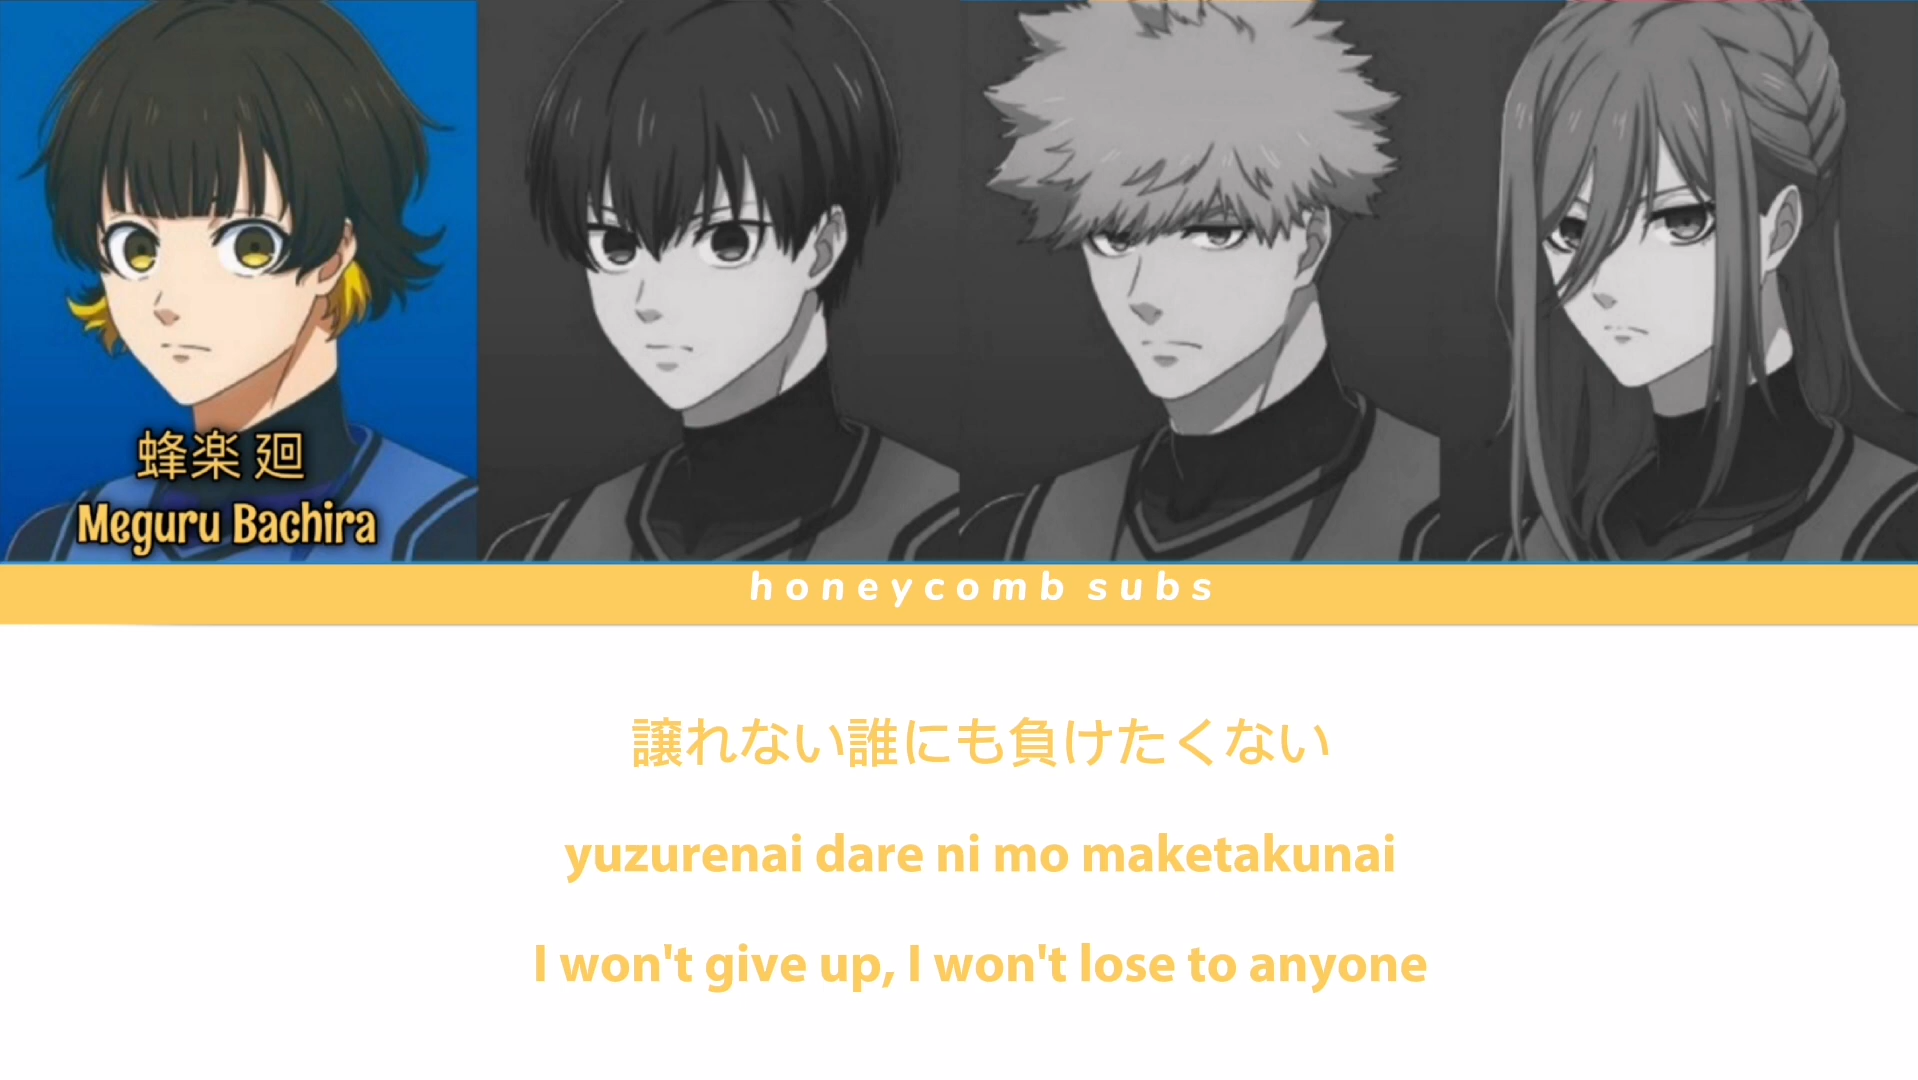 蜂楽 廻
Meguru Bachira
honeycomb subs
譲れない誰にも負けたくない
yuzurenai dare ni mo maketakunai
I won't give up, I won't lose to anyone